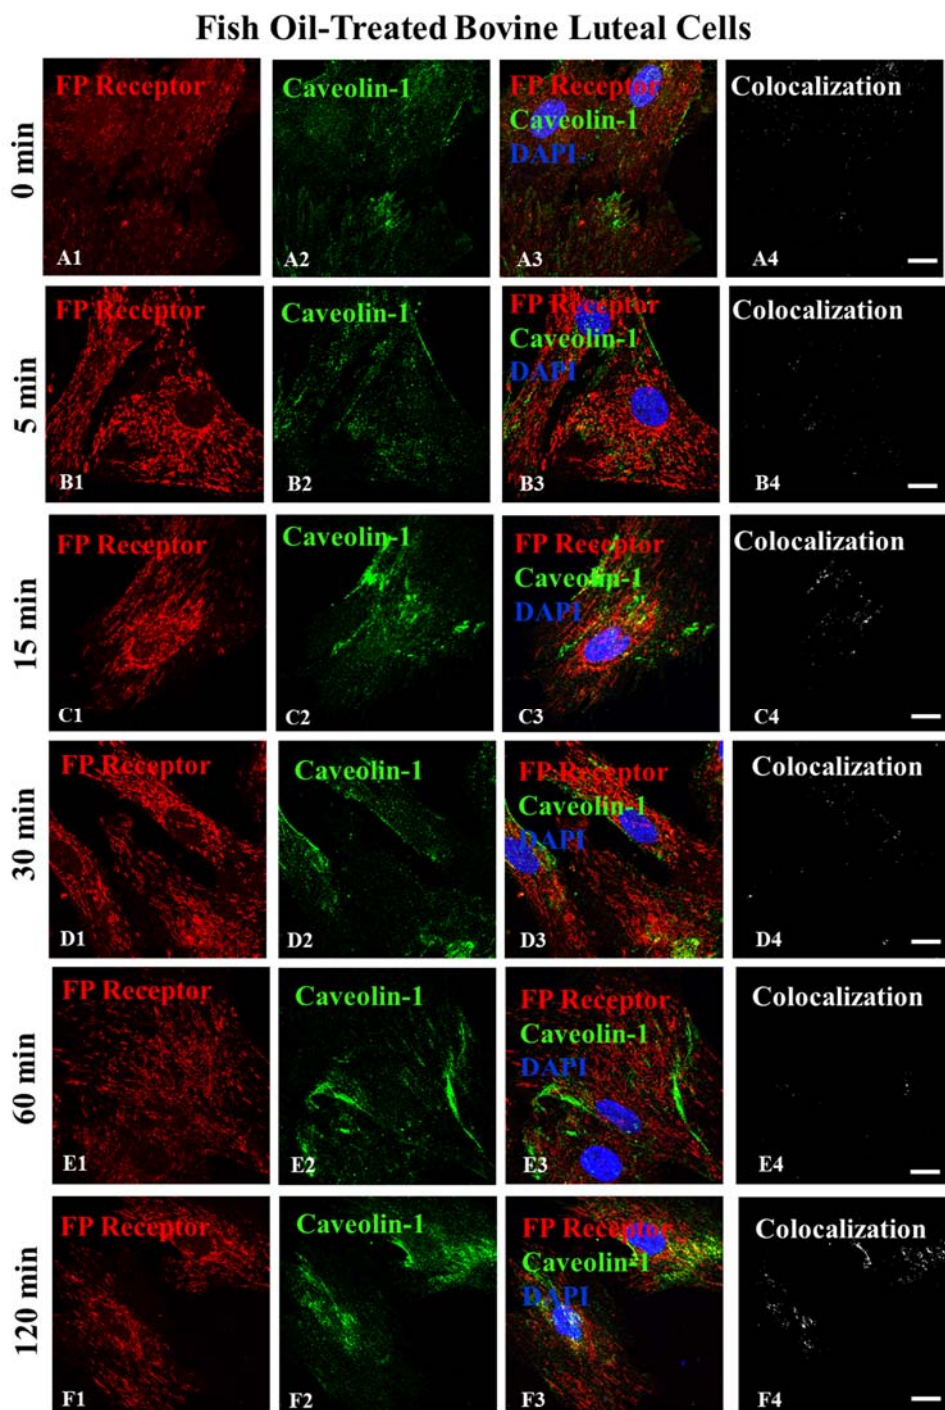 Fish Oil-Treated Bovine Luteal Cells
0 min
FP Receptor
A1
Caveolin-1
A2
FP Receptor
Caveolin-1
DAPI
A3
Colocalization
A4
5 min
FP Receptor
B1
Caveolin-1
B2
FP Receptor
Caveolin-1
DAPI
B3
Colocalization
B4
15 min
FP Receptor
C1
Caveolin-1
C2
FP Receptor
Caveolin-1
DAPI
C3
Colocalization
C4
30 min
FP Receptor
D1
Caveolin-1
D2
FP Receptor
Caveolin-1
DAPI
D3
Colocalization
D4
60 min
FP Receptor
E1
Caveolin-1
E2
FP Receptor
Caveolin-1
DAPI
E3
Colocalization
E4
120 min
FP Receptor
F1
Caveolin-1
F2
FP Receptor
Caveolin-1
DAPI
F3
Colocalization
F4